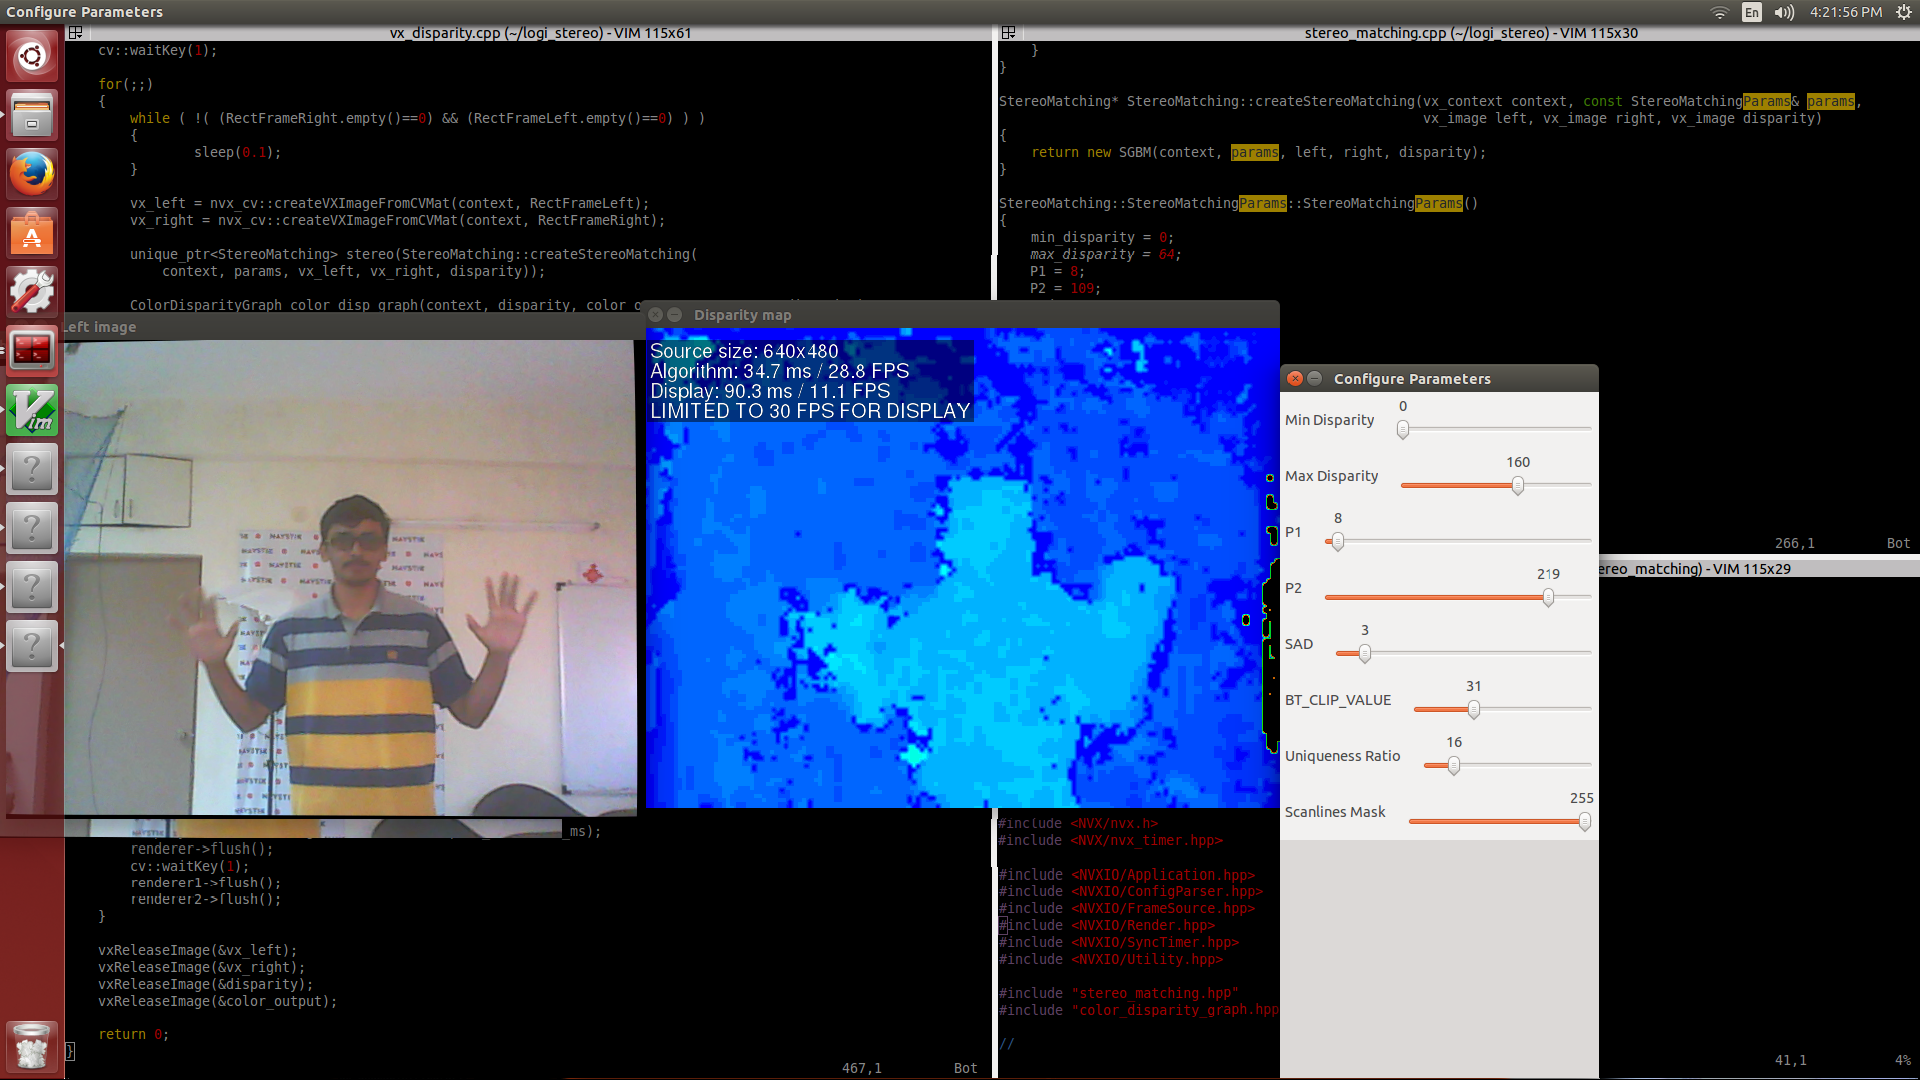 Configure Parameters
En
4:21:56 PM
vx_disparity.cpp (~/logi_stereo) - VIM 115x61
cv::waitKey(1);
for(;;)
{
while ( !( (RectFrameRight.empty()==0) && (RectFrameLeft.empty()==0) ) )
{
sleep(0.1);
}
vx_left = nvx_cv::createVXImageFromCVMat(context, RectFrameLeft);
vx_right = nvx_cv::createVXImageFromCVMat(context, RectFrameRight);
unique_ptr<StereoMatching> stereo(StereoMatching::createStereoMatching(
context, params, vx_left, vx_right, disparity));
ColorDisparityGraph color_disp_graph(context, disparity, color_o
stereo_matching.cpp (~/logi_stereo) - VIM 115x30
}
}
StereoMatching* StereoMatching::createStereoMatching(vx_context context, const StereoMatchingParams& params,
vx_image left, vx_image right, vx_image disparity)
{
return new SGBM(context, params, left, right, disparity);
}
StereoMatching::StereoMatchingParams::StereoMatchingParams()
{
min_disparity = 0;
max_disparity = 64;
P1 = 8;
P2 = 109;
266,1
Bot
Left image
NAYSTIK
Disparity map
Source size: 640x480
Algorithm: 34.7 ms / 28.8 FPS
Display: 90.3 ms / 11.1 FPS
LIMITED TO 30 FPS FOR DISPLAY
Configure Parameters
0
Min Disparity
160
Max Disparity
8
P1
219
P2
3
SAD
31
BT_CLIP_VALUE
16
Uniqueness Ratio
255
Scanlines Mask
ereo_matching) - VIM 115x29
_ms);
renderer->flush();
cv::waitKey(1);
renderer1->flush();
renderer2->flush();
}
vxReleaseImage(&vx_left);
vxReleaseImage(&vx_right);
vxReleaseImage(&disparity);
vxReleaseImage(&color_output);
return 0;
}
467,1
Bot
#include <NVX/nvx.h>
#include <NVX/nvx_timer.hpp>
#include <NVXIO/Application.hpp>
#include <NVXIO/ConfigParser.hpp>
#include <NVXIO/FrameSource.hpp>
#include <NVXIO/Render.hpp>
#include <NVXIO/SyncTimer.hpp>
#include <NVXIO/Utility.hpp>
#include "stereo_matching.hpp"
#include "color_disparity_graph.hpp
//
41,1
4%